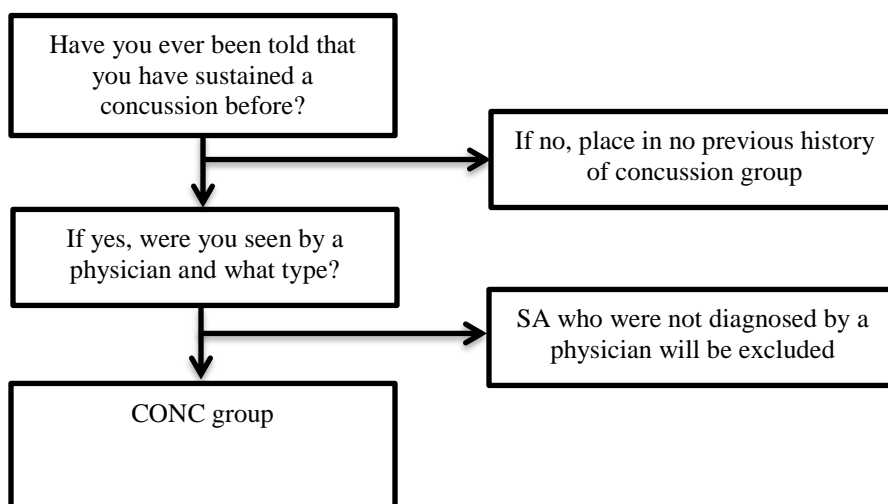 Have you ever been told that
you have sustained a
concussion before?
If no, place in no previous history
of concussion group
If yes, were you seen by a
physician and what type?
SA who were not diagnosed by a
physician will be excluded
CONC group